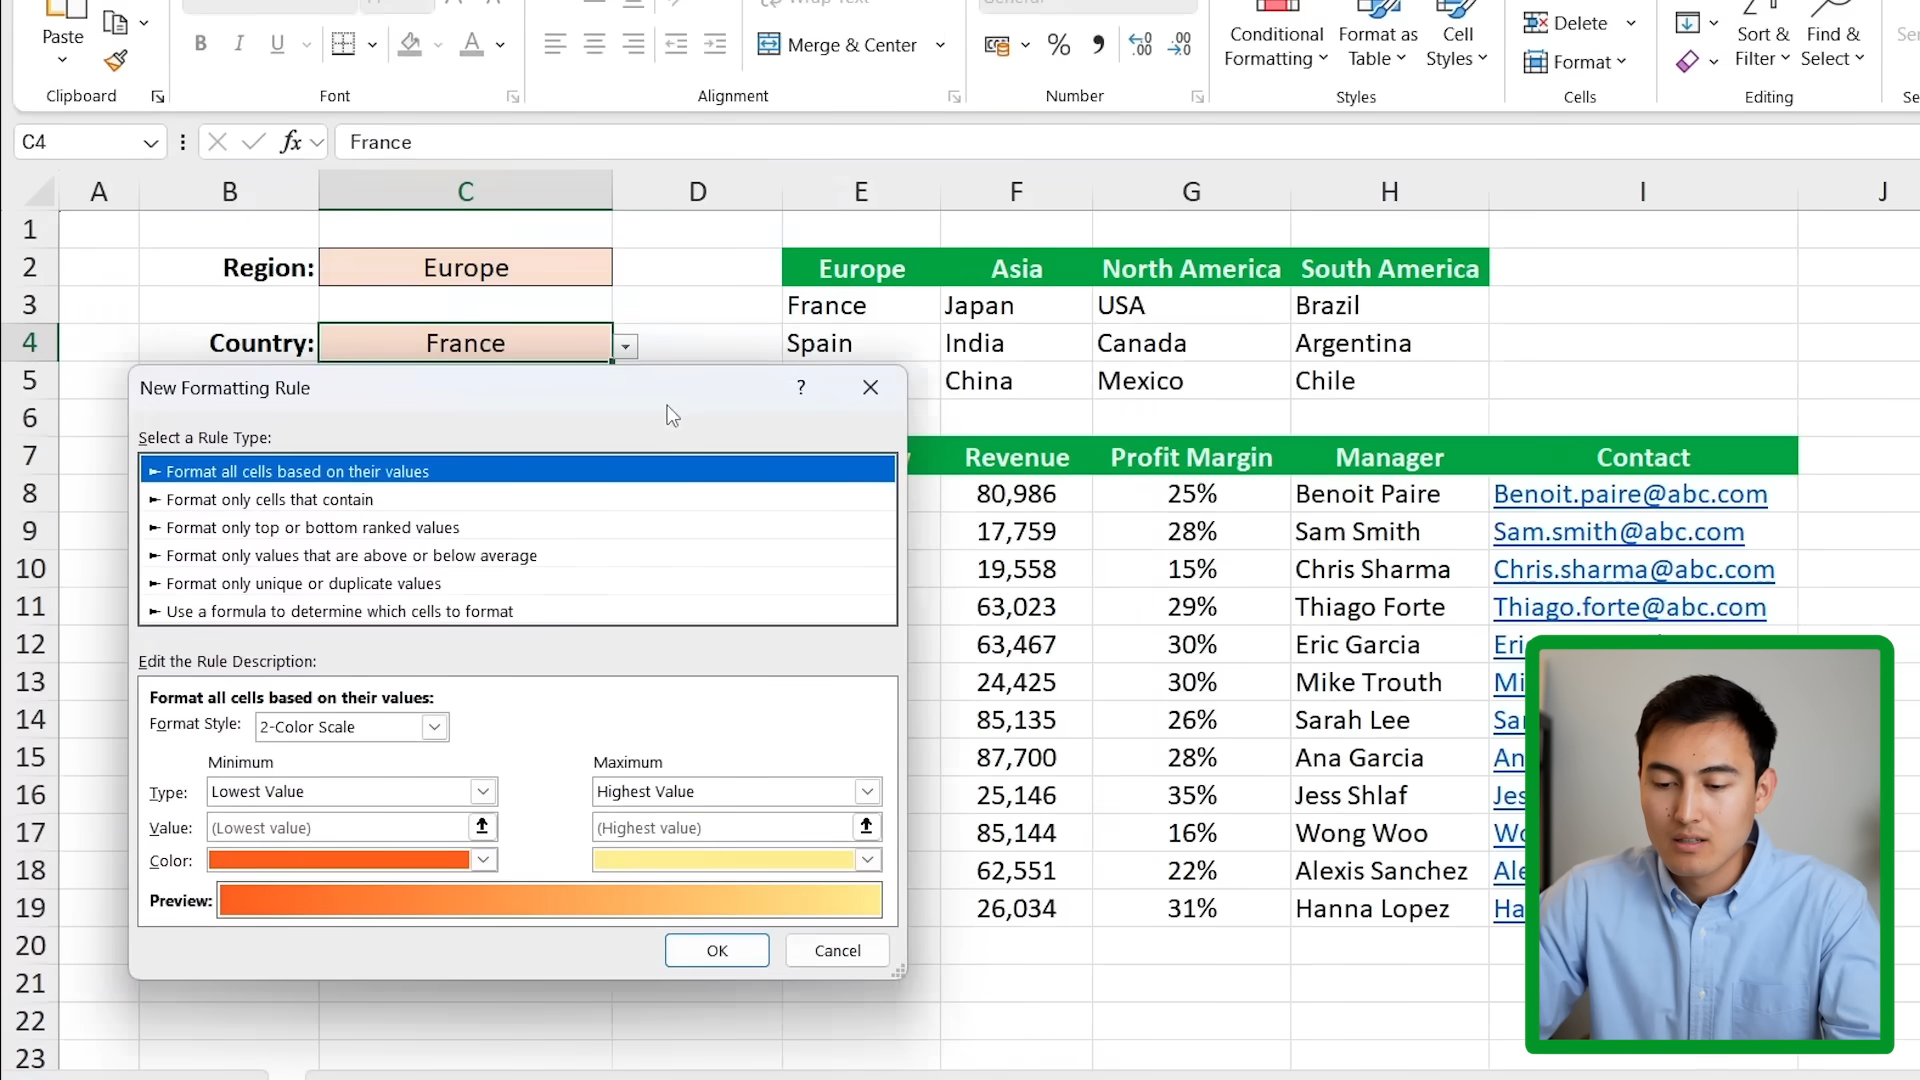 Paste
B I U
Clipboard
Font
Merge & Center
Alignment
%
Number
Conditional Formatting
Format as Table
Cell Styles
Styles
Delete
Format
Cells
Sort & Filter
Find & Select
Editing
C4
fx
France
A B C D E F G H I J
1
2 Region: Europe Europe Asia North America South America
3 France Japan USA Brazil
4 Country: France Spain India Canada Argentina
5 China Mexico Chile
6
7 Revenue Profit Margin Manager Contact
8 80,986 25% Benoit Paire Benoit.paire@abc.com
9 17,759 28% Sam Smith Sam.smith@abc.com
10 19,558 15% Chris Sharma Chris.sharma@abc.com
11 63,023 29% Thiago Forte Thiago.forte@abc.com
12 63,467 30% Eric Garcia Eri
13 24,425 30% Mike Trouth Mi
14 85,135 26% Sarah Lee Sar
15 87,700 28% Ana Garcia An
16 25,146 35% Jess Shlaf Jes
17 85,144 16% Wong Woo Wo
18 62,551 22% Alexis Sanchez Ale
19 26,034 31% Hanna Lopez Ha
20
21
22
23
New Formatting Rule ?
Select a Rule Type:
► Format all cells based on their values
► Format only cells that contain
► Format only top or bottom ranked values
► Format only values that are above or below average
► Format only unique or duplicate values
► Use a formula to determine which cells to format
Edit the Rule Description:
Format all cells based on their values:
Format Style: 2-Color Scale
Minimum Maximum
Type: Lowest Value Highest Value
Value: (Lowest value) (Highest value)
Color:
Preview:
OK Cancel